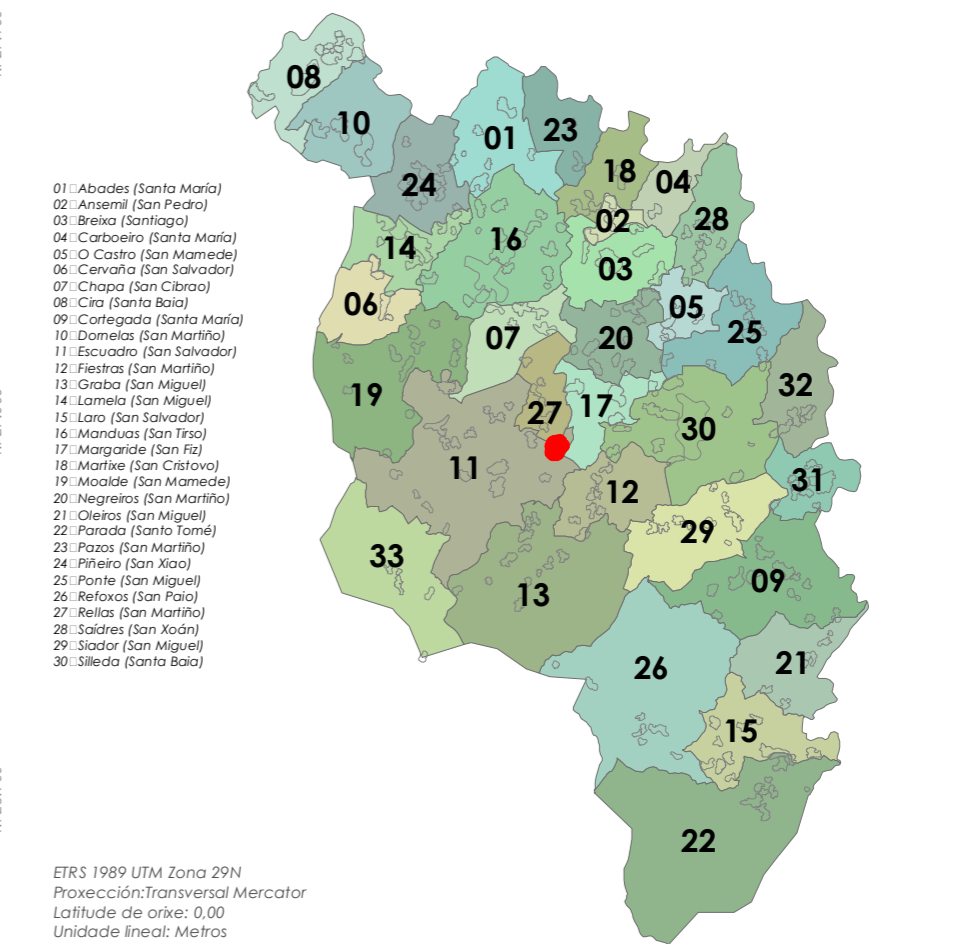 08
10
01
23
24
18
04
02
28
14
16
03
06
05
07
20
25
19
27
17
30
32
11
12
31
29
33
13
09
26
21
15
22
01□Abades (Santa María)
02□Ansemil (San Pedro)
03□Breixa (Santiago)
04□Carboeiro (Santa María)
05□O Castro (San Mamede)
06□Cervaña (San Salvador)
07□Chapa (San Cibrao)
08□Cira (Santa Baia)
09□Cortegada (Santa María)
10□Dornelas (San Martiño)
11□Escuadro (San Salvador)
12□Fiestras (San Martiño)
13□Graba (San Miguel)
14□Lamela (San Miguel)
15□Laro (San Salvador)
16□Manduas (San Tirso)
17□Margaride (San Fiz)
18□Martixe (San Cristovo)
19□Moalde (San Mamede)
20□Negreiros (San Martiño)
21□Oleiros (San Miguel)
22□Parada (Santo Tomé)
23□Pazos (San Martiño)
24□Piñeiro (San Xiao)
25□Ponte (San Miguel)
26□Refoxos (San Paio)
27□Rellas (San Martiño)
28□Saídres (San Xoán)
29□Siador (San Miguel)
30□Silleda (Santa Baia)
ETRS 1989 UTM Zona 29N
Proxección:Transversal Mercator
Latitude de orixe: 0,00
Unidade lineal: Metros